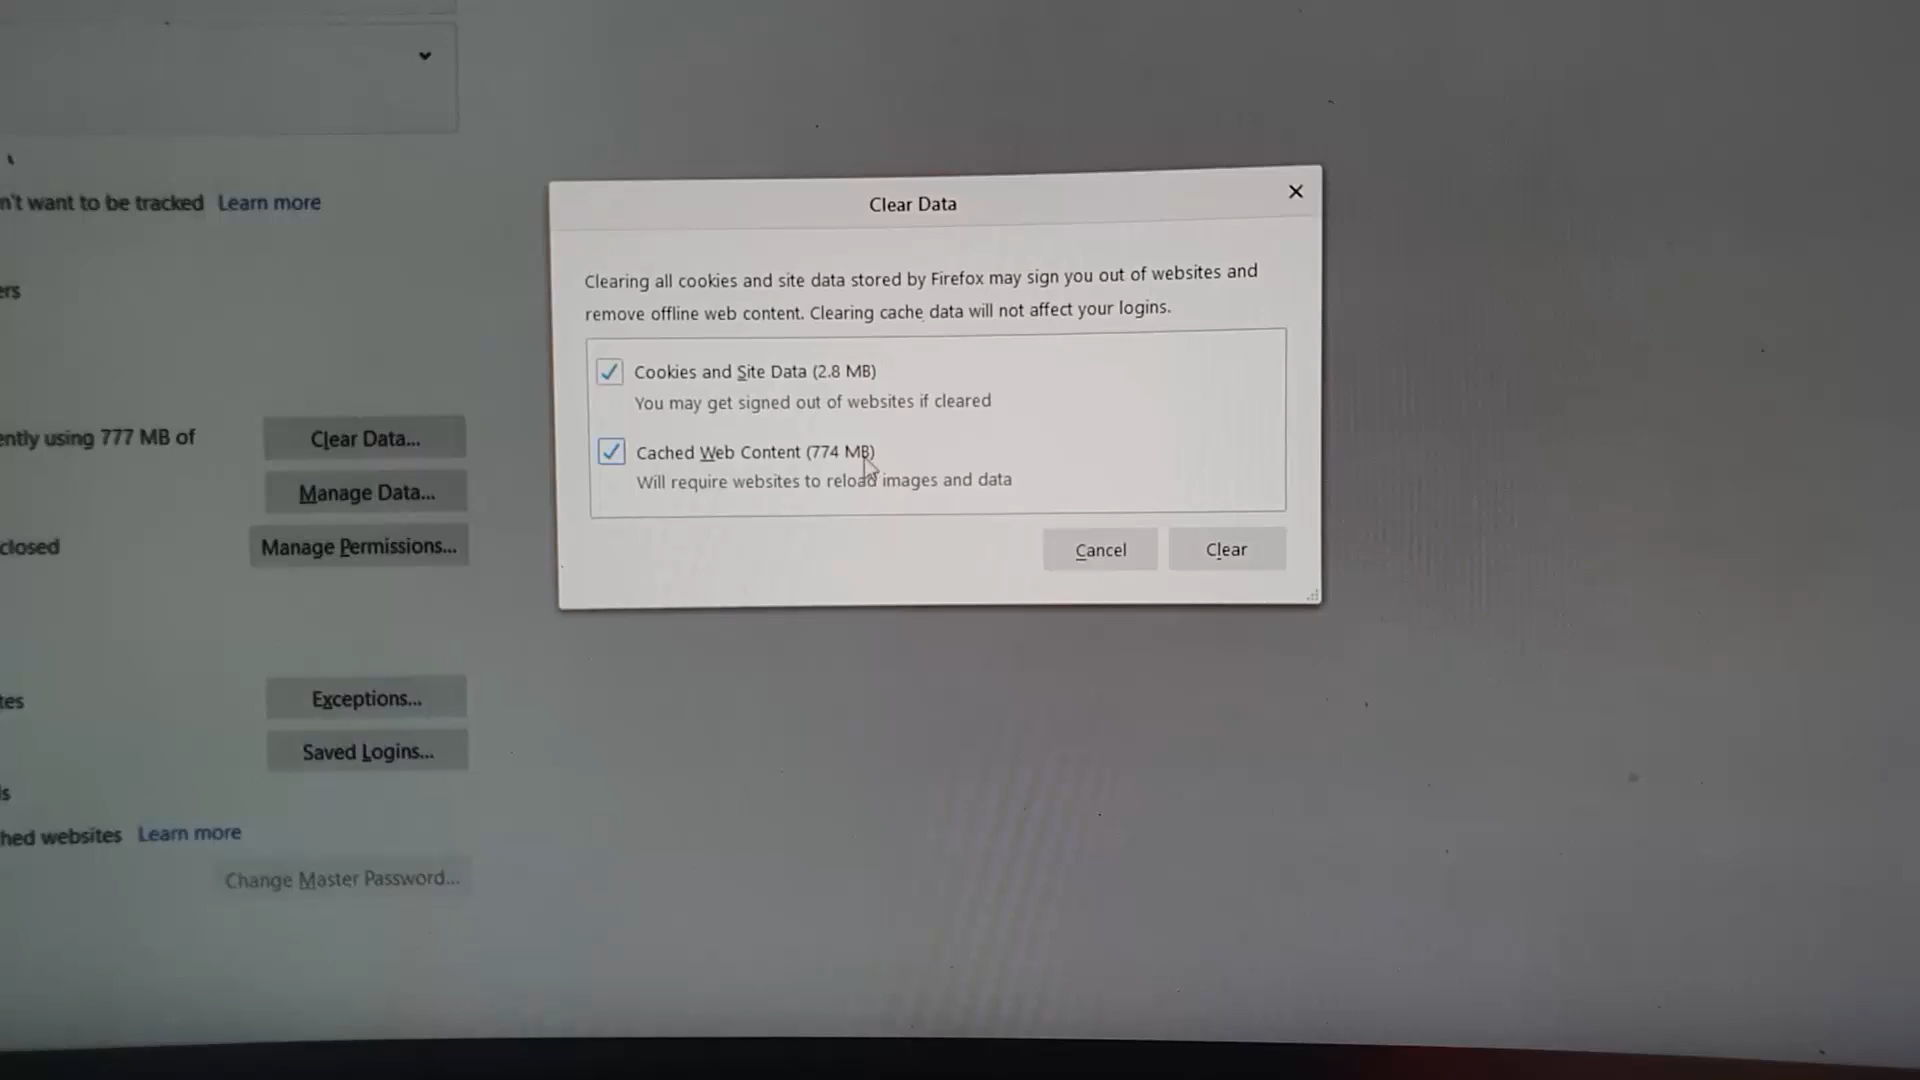 n't want to be tracked Learn more
ers
ently using 777 MB of
Clear Data...
Manage Data...
closed
Manage Permissions...
tes
Exceptions...
Saved Logins...
ls
hed websites Learn more
Change Master Password...
Clear Data
Clearing all cookies and site data stored by Firefox may sign you out of websites and
remove offline web content. Clearing cache data will not affect your logins.
Cookies and Site Data (2.8 MB)
You may get signed out of websites if cleared
Cached Web Content (774 MB)
Will require websites to reload images and data
Cancel
Clear